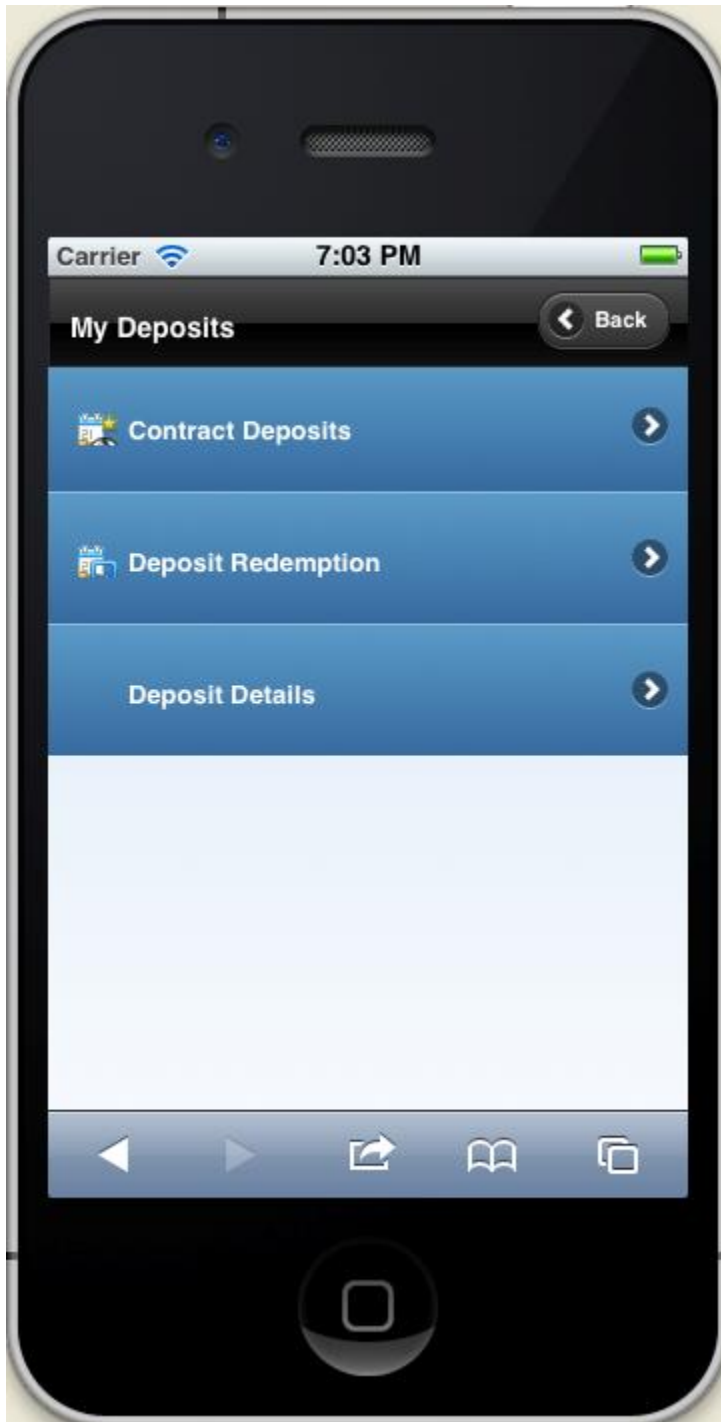 Carrier 7:03 PM
My Deposits Back
Contract Deposits
Deposit Redemption
Deposit Details